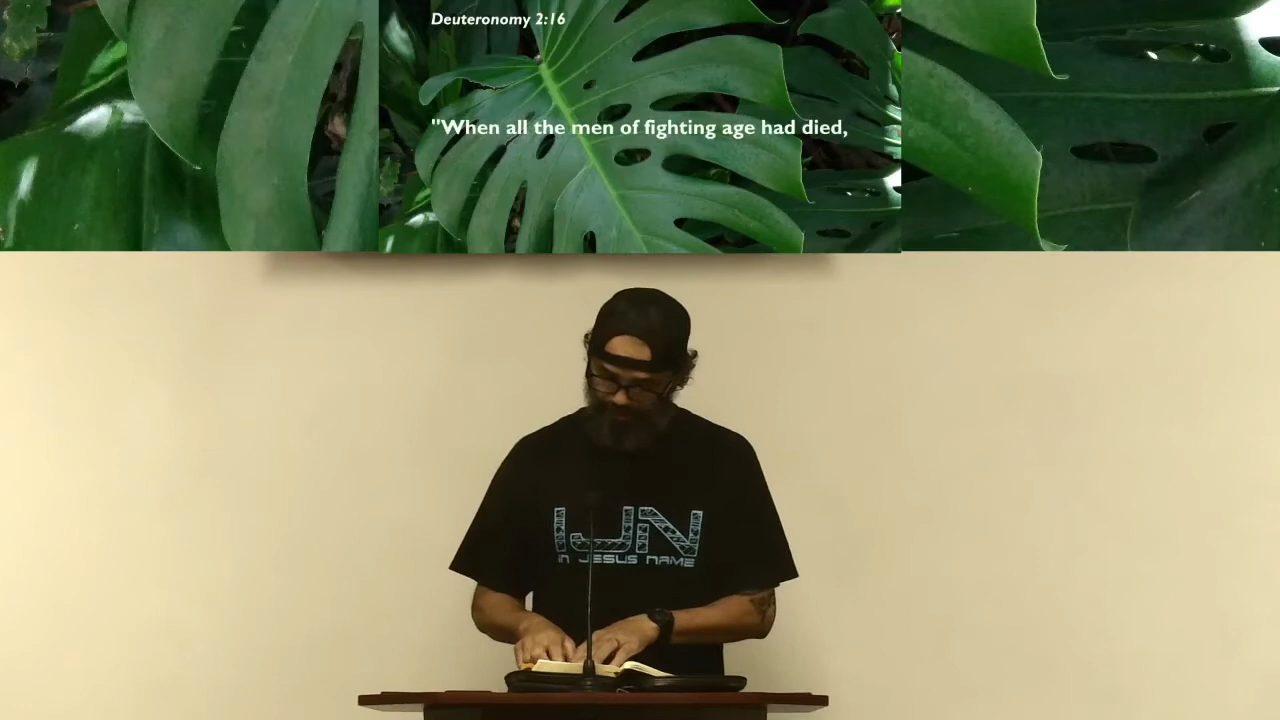 Deuteronomy 2:16
"When all the men of fighting age had died,
IJN
IN JESUS NAME